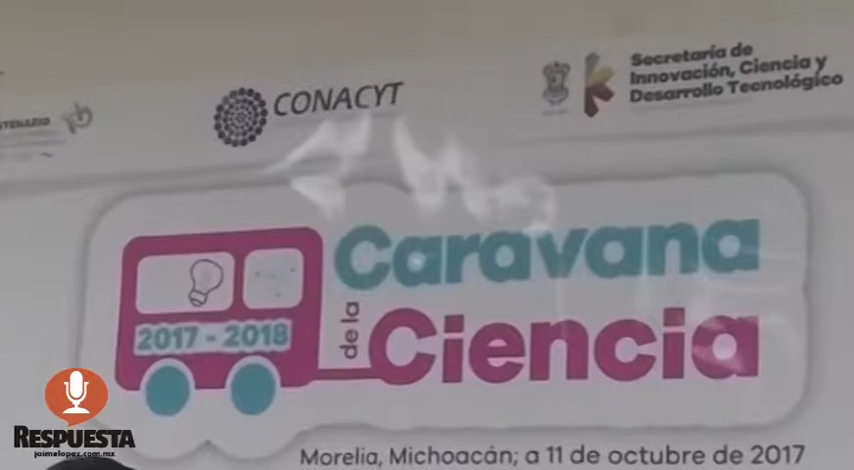 CONACYT
Secretaría de
Innovación, Ciencia y
Desarrollo Tecnológico
Caravana
de la
Ciencia
2017 - 2018
RESPUESTA
jaimelopez.com.mx
Morelia, Michoacán; a 11 de octubre de 2017